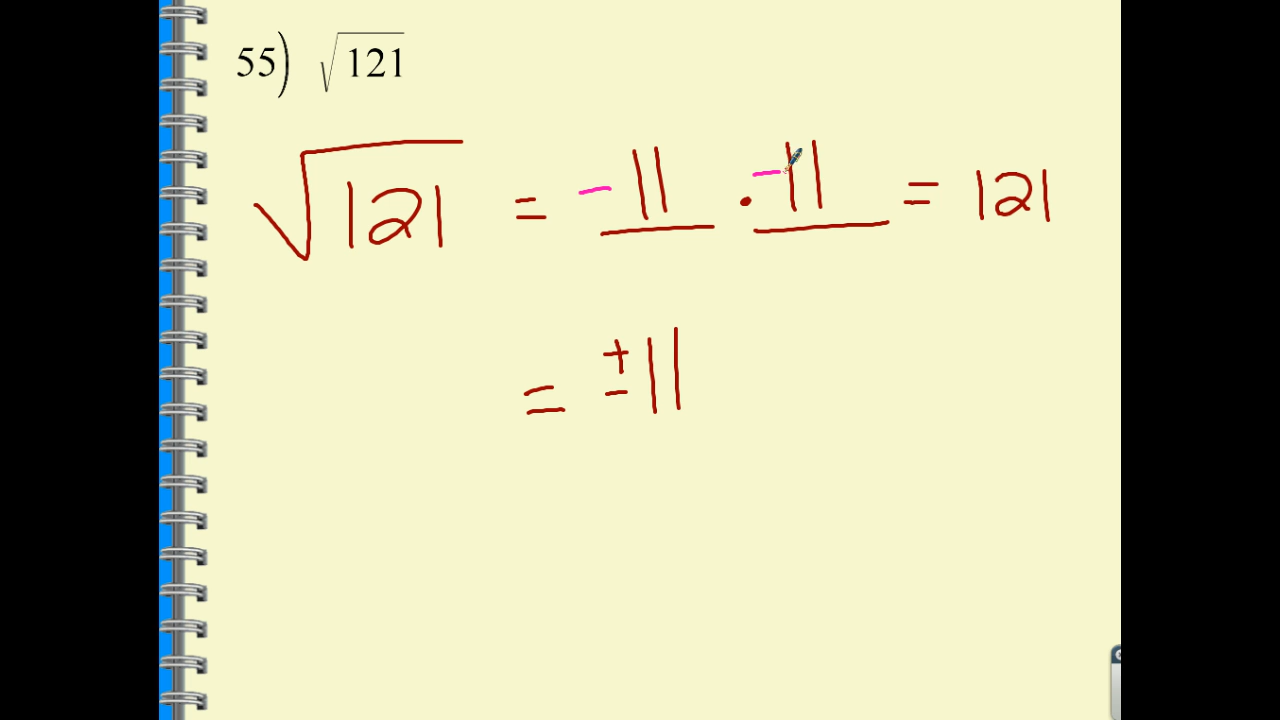 55) √121
√121 = -11 · -11 = 121
= ±11